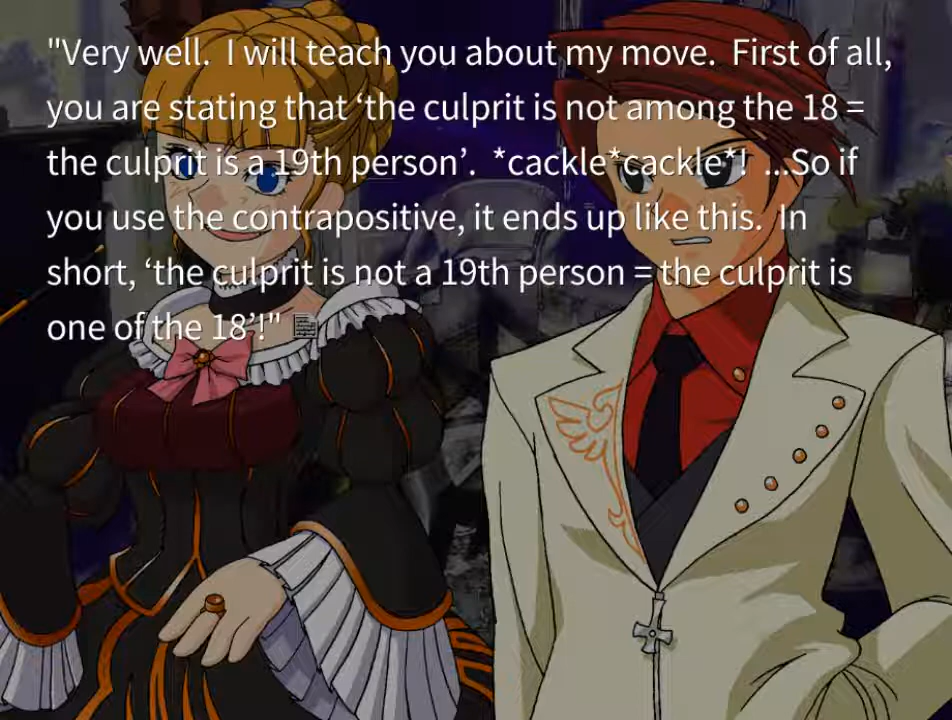 "Very well.  I will teach you about my move.  First of all,
you are stating that ‘the culprit is not among the 18 =
the culprit is a 19th person’.  *cackle*cackle*!  ...So if
you use the contrapositive, it ends up like this.  In
short, ‘the culprit is not a 19th person = the culprit is
one of the 18’!"